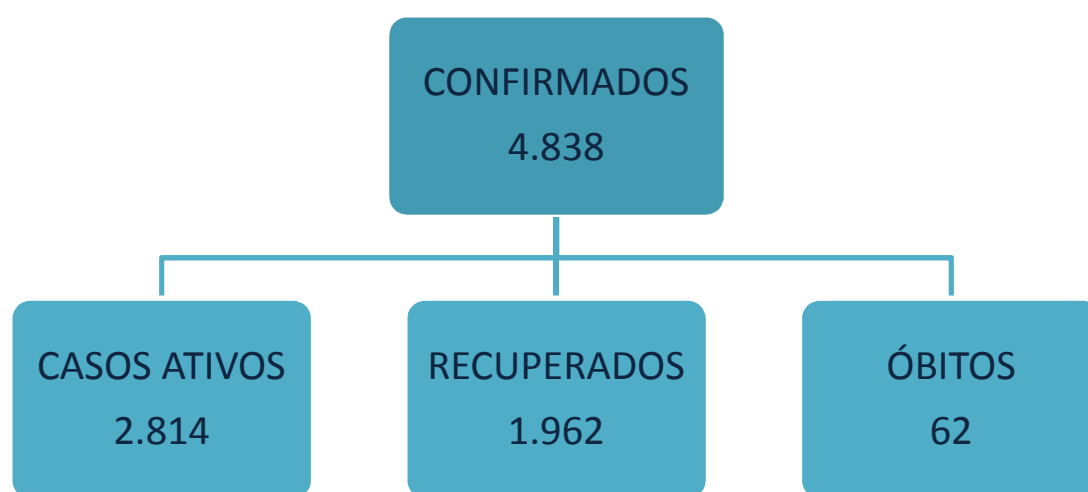 CONFIRMADOS
4.838
CASOS ATIVOS
2.814
RECUPERADOS
1.962
ÓBITOS
62